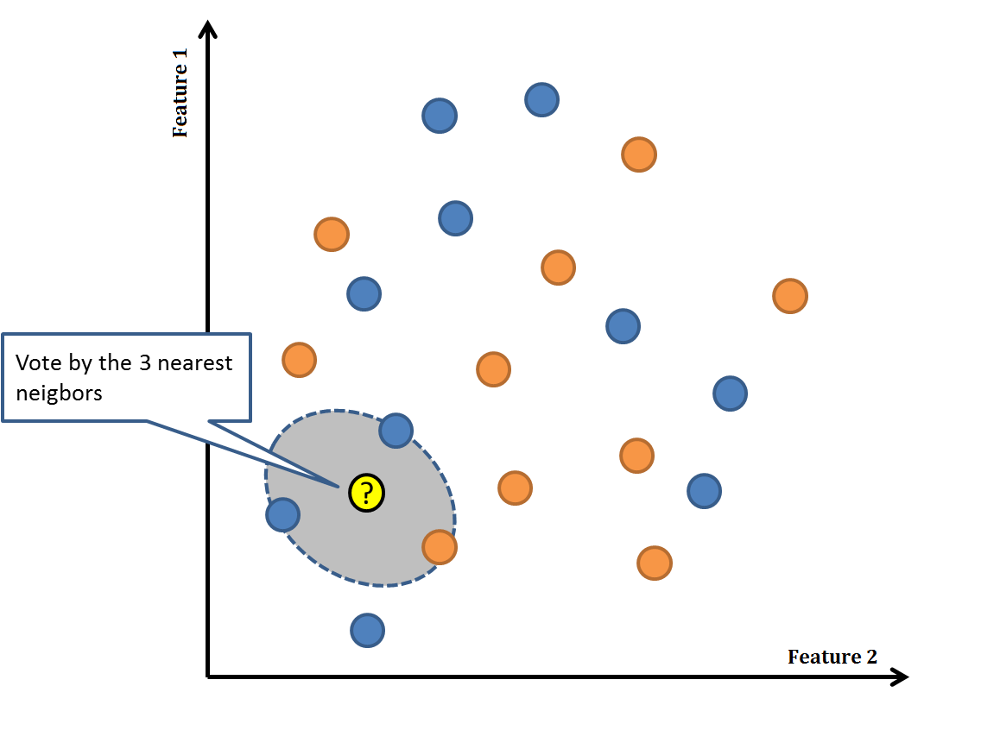 Feature 1
Vote by the 3 nearest
neigbors
?
Feature 2